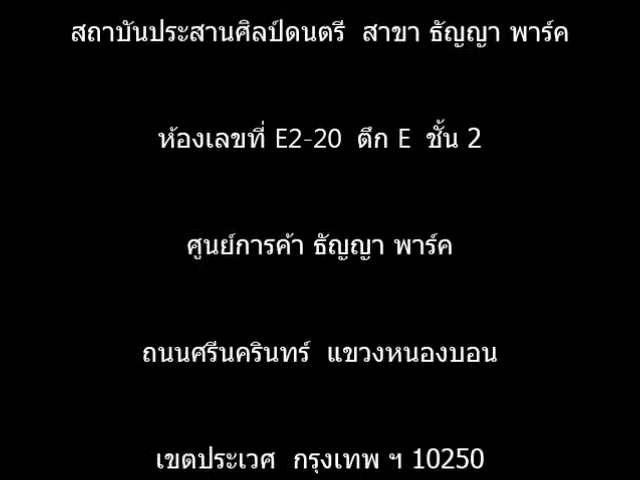 สถาบันประสานศิลป์ดนตรี สาขา ธัญญา พาร์ค
ห้องเลขที่ E2-20 ตึก E ชั้น 2
ศูนย์การค้า ธัญญา พาร์ค
ถนนศรีนครินทร์ แขวงหนองบอน
เขตประเวศ กรุงเทพ ฯ 10250